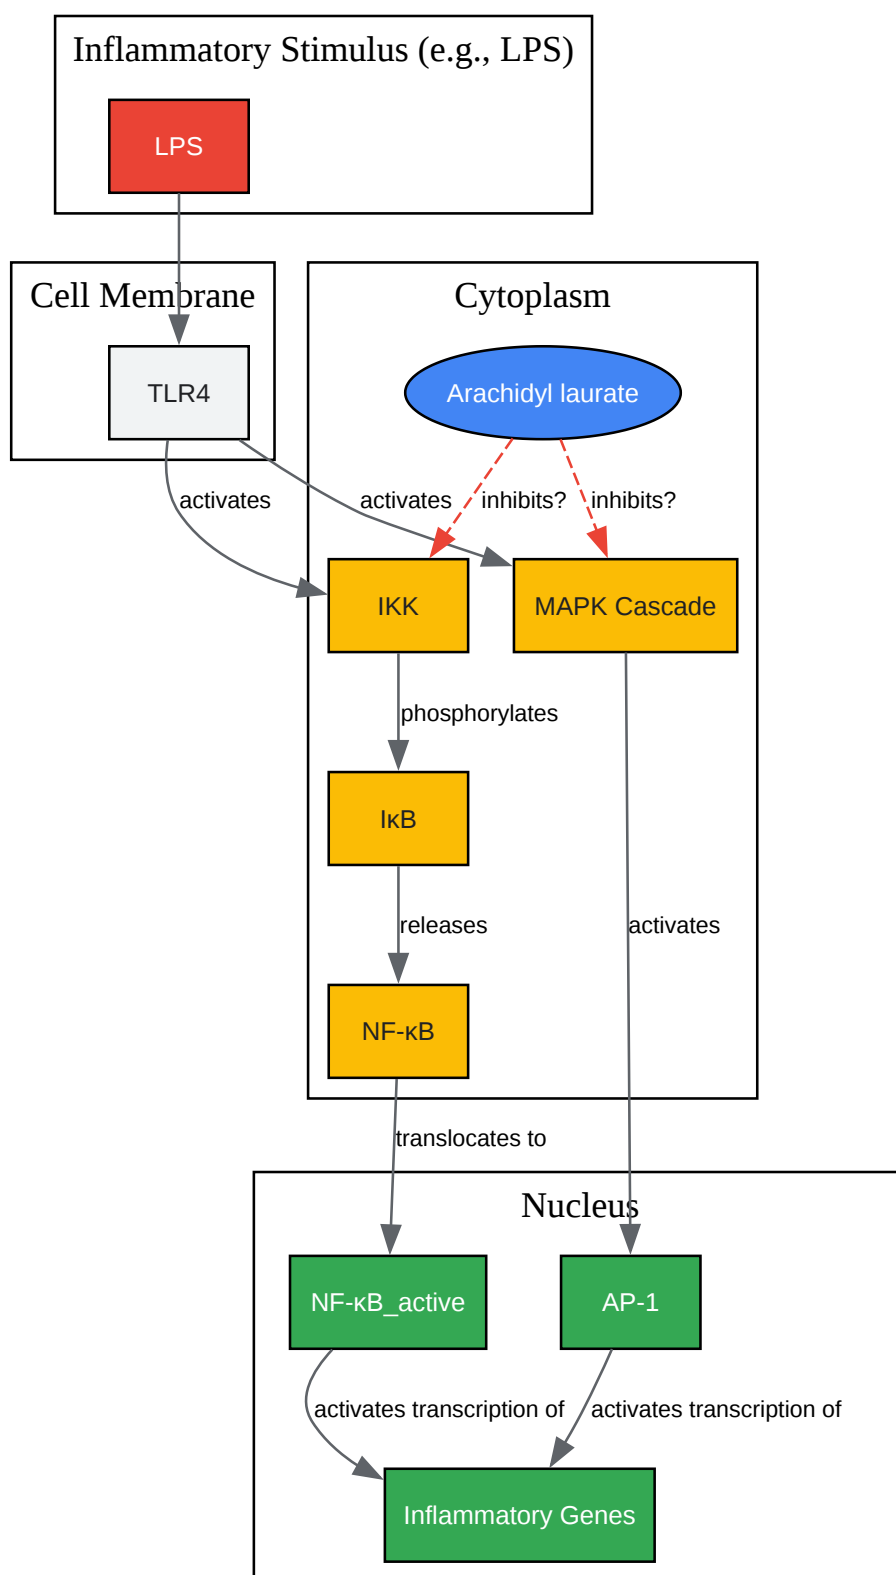 Inflammatory Stimulus (e.g., LPS)
LPS
Cell Membrane
Cytoplasm
TLR4
Arachidyl laurate
activates
activates
inhibits?
inhibits?
IKK
MAPK Cascade
phosphorylates
IκB
releases
activates
NF-κB
translocates to
Nucleus
NF-κB_active
AP-1
activates transcription of
activates transcription of
Inflammatory Genes